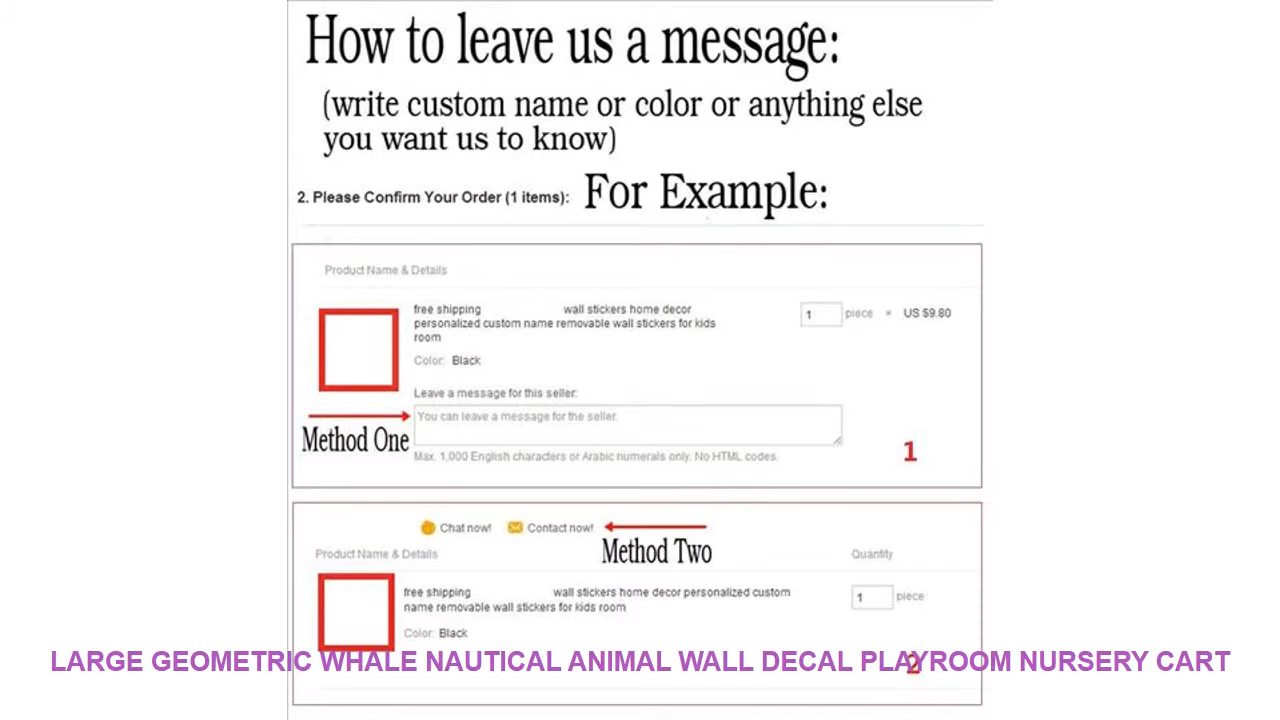 How to leave us a message:
(write custom name or color or anything else
you want us to know)
2. Please Confirm Your Order (1 items): For Example:
Product Name & Details
free shipping wall stickers home decor
personalized custom name removable wall stickers for kids
room
1 piece × US $9.80
Color: Black
Leave a message for this seller:
You can leave a message for the seller.
Method One
Max. 1,000 English characters or Arabic numerals only. No HTML codes.
1
Chat now! Contact now!
Method Two
Product Name & Details Quantity
free shipping wall stickers home decor personalized custom
name removable wall stickers for kids room
1 piece
Color: Black
2
LARGE GEOMETRIC WHALE NAUTICAL ANIMAL WALL DECAL PLAYROOM NURSERY CART